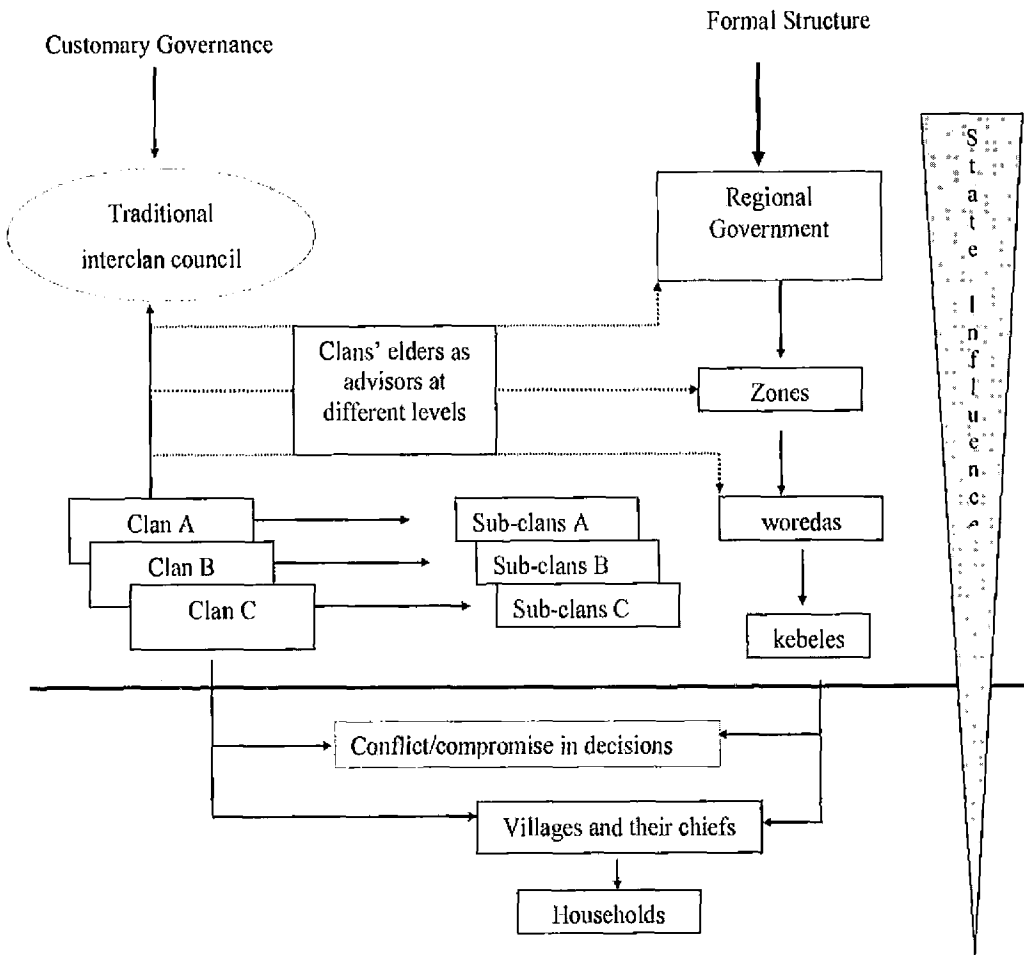 Customary Governance
Formal Structure
Traditional
interclan council
Regional
Government
Clans' elders as
advisors at
different levels
Zones
Clan A
Clan B
Clan C
Sub-clans A
Sub-clans B
Sub-clans C
woredas
kebeles
Conflict/compromise in decisions
Villages and their chiefs
Households
State Influence